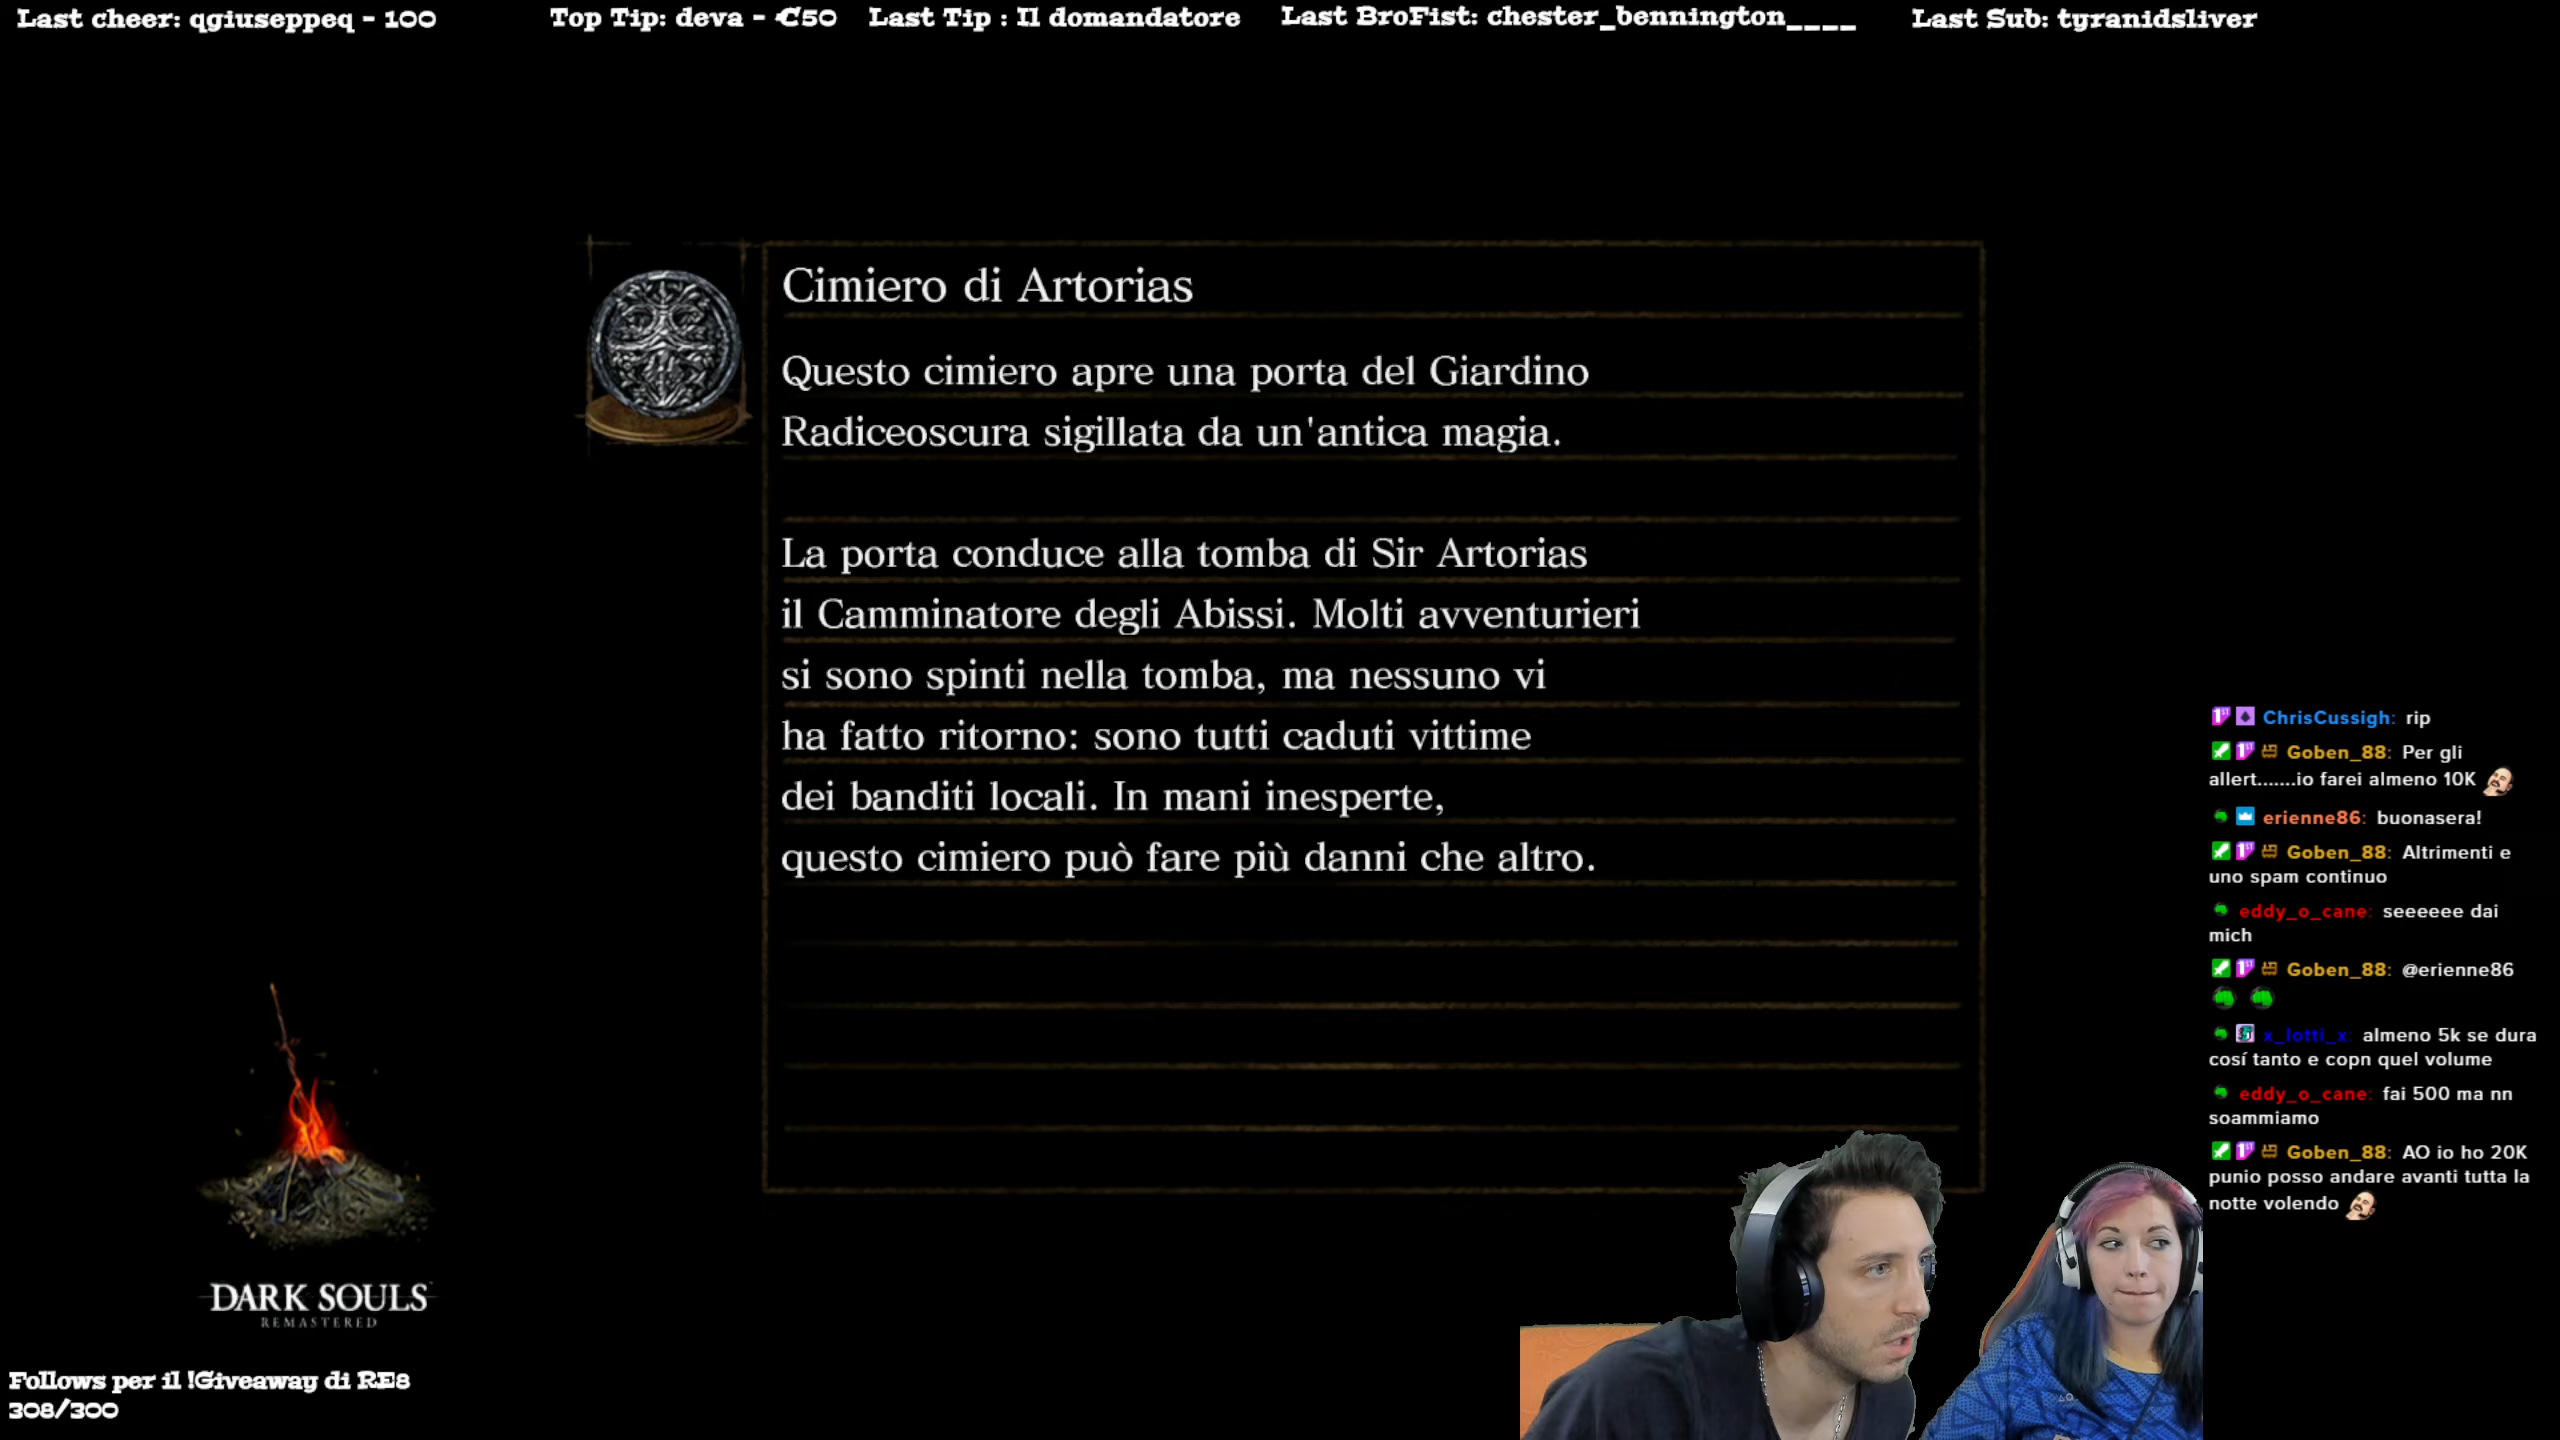 Last cheer: qgiuseppeq - 100
Top Tip: deva - €50
Last Tip : Il domandatore
Last BroFist: chester_bennington____
Last Sub: tyranidsliver
Cimiero di Artorias
Questo cimiero apre una porta del Giardino
Radiceoscura sigillata da un'antica magia.
La porta conduce alla tomba di Sir Artorias
il Camminatore degli Abissi. Molti avventurieri
si sono spinti nella tomba, ma nessuno vi
ha fatto ritorno: sono tutti caduti vittime
dei banditi locali. In mani inesperte,
questo cimiero può fare più danni che altro.
ChrisCussigh: rip
Goben_88: Per gli
allert.......io farei almeno 10K
erienne86: buonasera!
Goben_88: Altrimenti e
uno spam continuo
eddy_o_cane: seeeeee dai
mich
Goben_88: @erienne86
x_lotti_x: almeno 5k se dura
cosí tanto e copn quel volume
eddy_o_cane: fai 500 ma nn
soammiamo
Goben_88: AO io ho 20K
punio posso andare avanti tutta la
notte volendo
DARK SOULS
REMASTERED
Follows per il !Giveaway di RE8
308/300